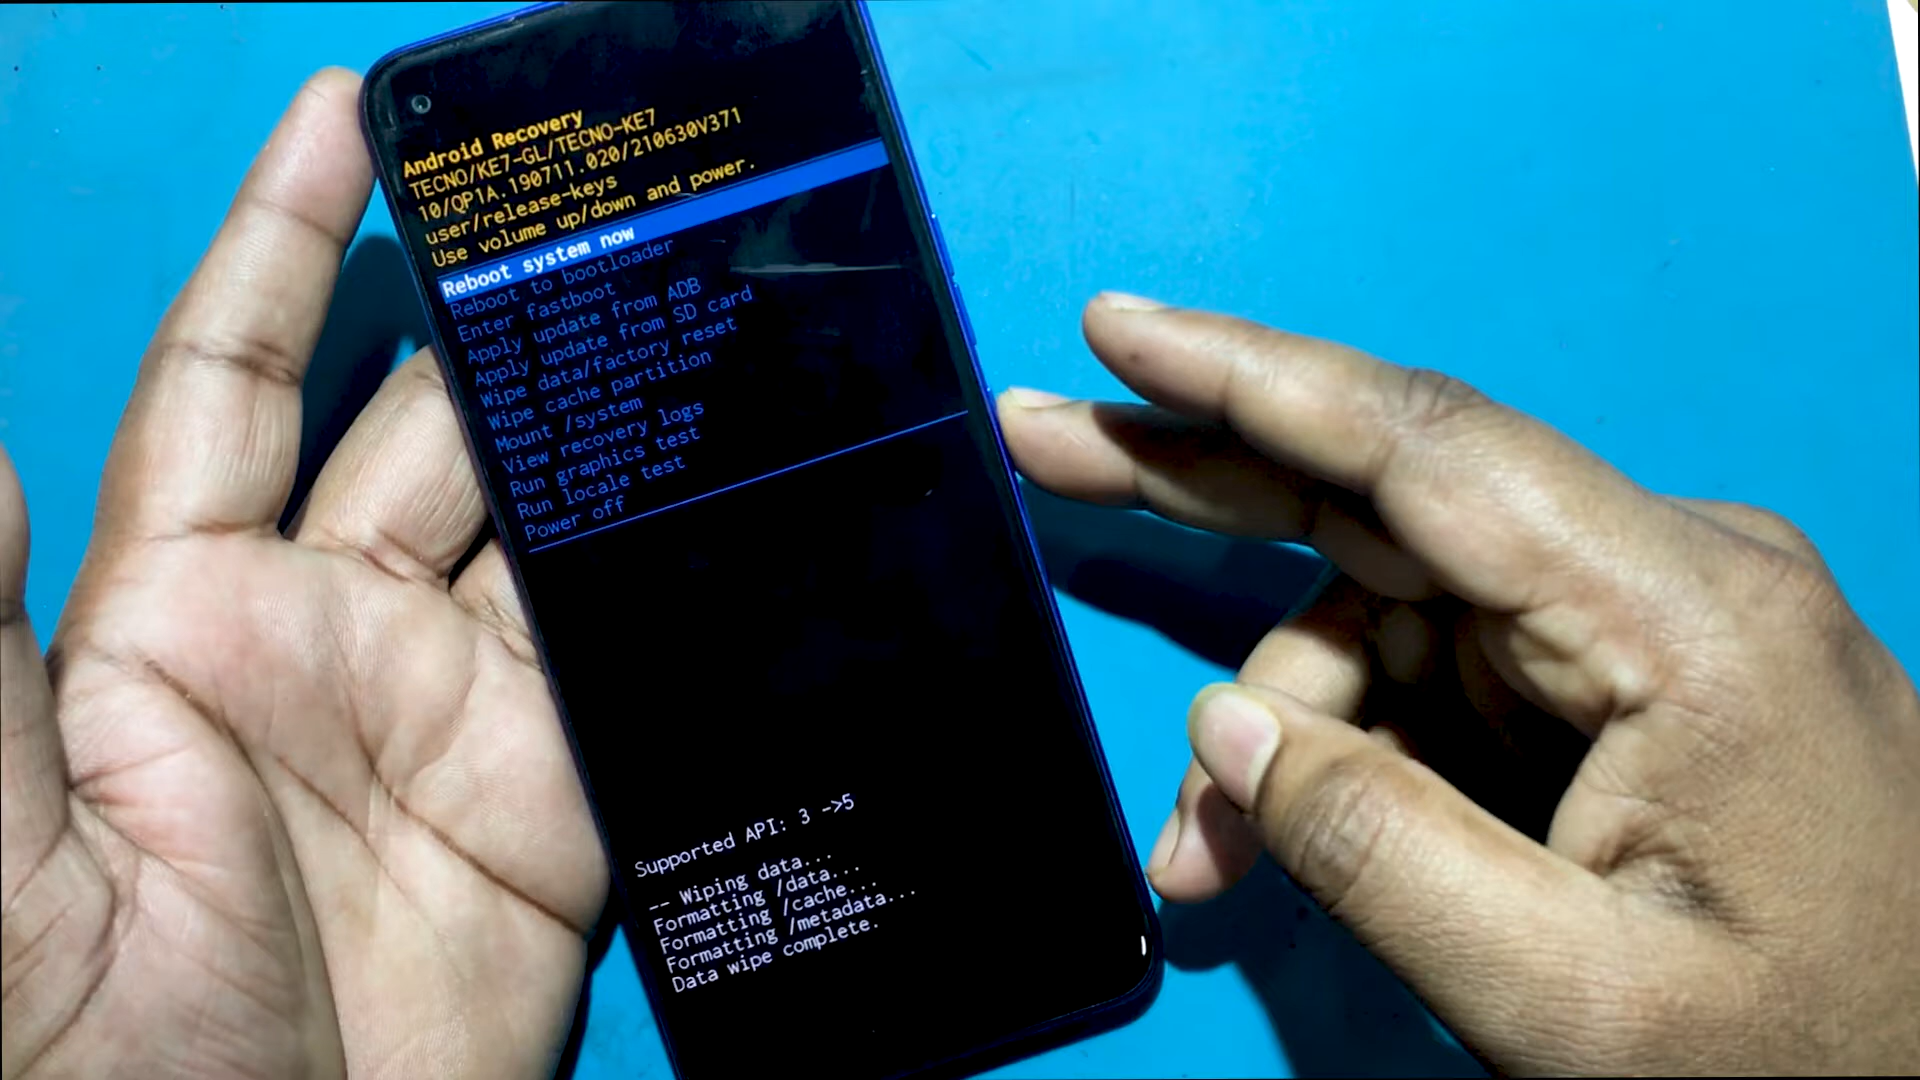 Android Recovery
TECNO/KE7-GL/TECNO-KE7
10/QP1A.190711.020/210630V371
user/release-keys
Use volume up/down and power.
Reboot system now
Reboot to bootloader
Enter fastboot
Apply update from ADB
Apply update from SD card
Wipe data/factory reset
Wipe cache partition
Mount /system
View recovery logs
Run graphics test
Run locale test
Power off
Supported API: 3 ->5
-- Wiping data...
Formatting /data...
Formatting /cache...
Formatting /metadata...
Data wipe complete.